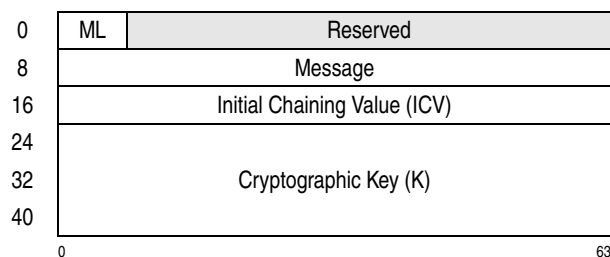 0 ML Reserved
8 Message
16 Initial Chaining Value (ICV)
24
32 Cryptographic Key (K)
40
0 63